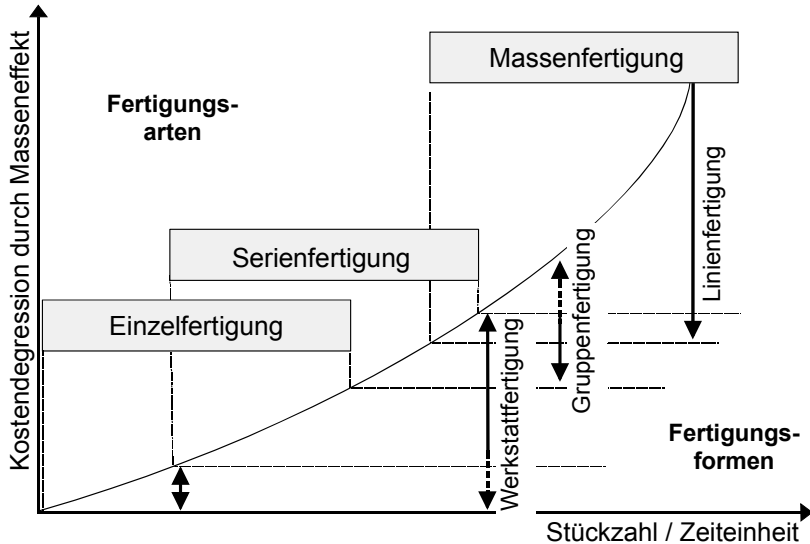 Kostendegression durch Masseneffekt
Fertigungs-
arten
Massenfertigung
Serienfertigung
Einzelfertigung
Werkstattfertigung
Gruppenfertigung
Linienfertigung
Fertigungs-
formen
Stückzahl / Zeiteinheit